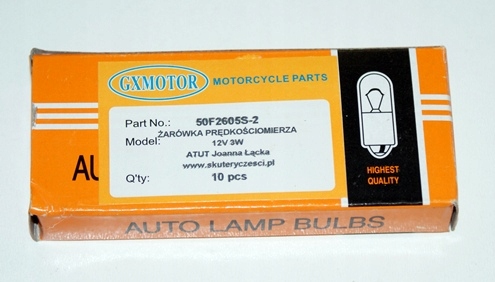 GXMOTOR MOTORCYCLE PARTS
Part No.: 50F2605S-2
ŻARÓWKA PRĘDKOŚCIOMIERZA
Model: 12V 3W
ATUT Joanna Łącka
www.skuteryczesci.pl
Q'ty: 10 pcs
AU
HIGHEST
QUALITY
AUTO LAMP BULBS